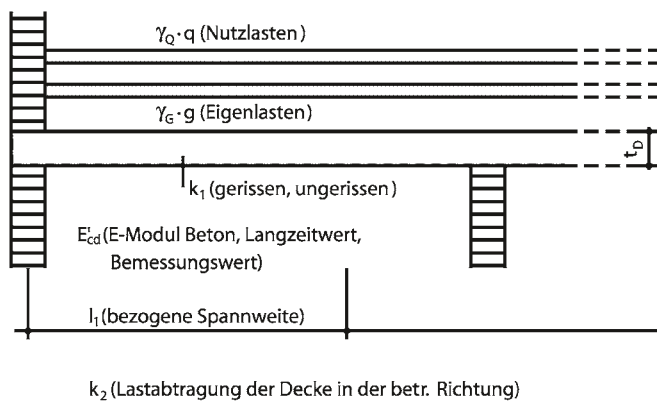 γQ·q (Nutzlasten)
γG·g (Eigenlasten)
tD
k1 (gerissen, ungerissen)
E'cd (E-Modul Beton, Langzeitwert,
Bemessungswert)
l1 (bezogene Spannweite)
k2 (Lastabtragung der Decke in der betr. Richtung)